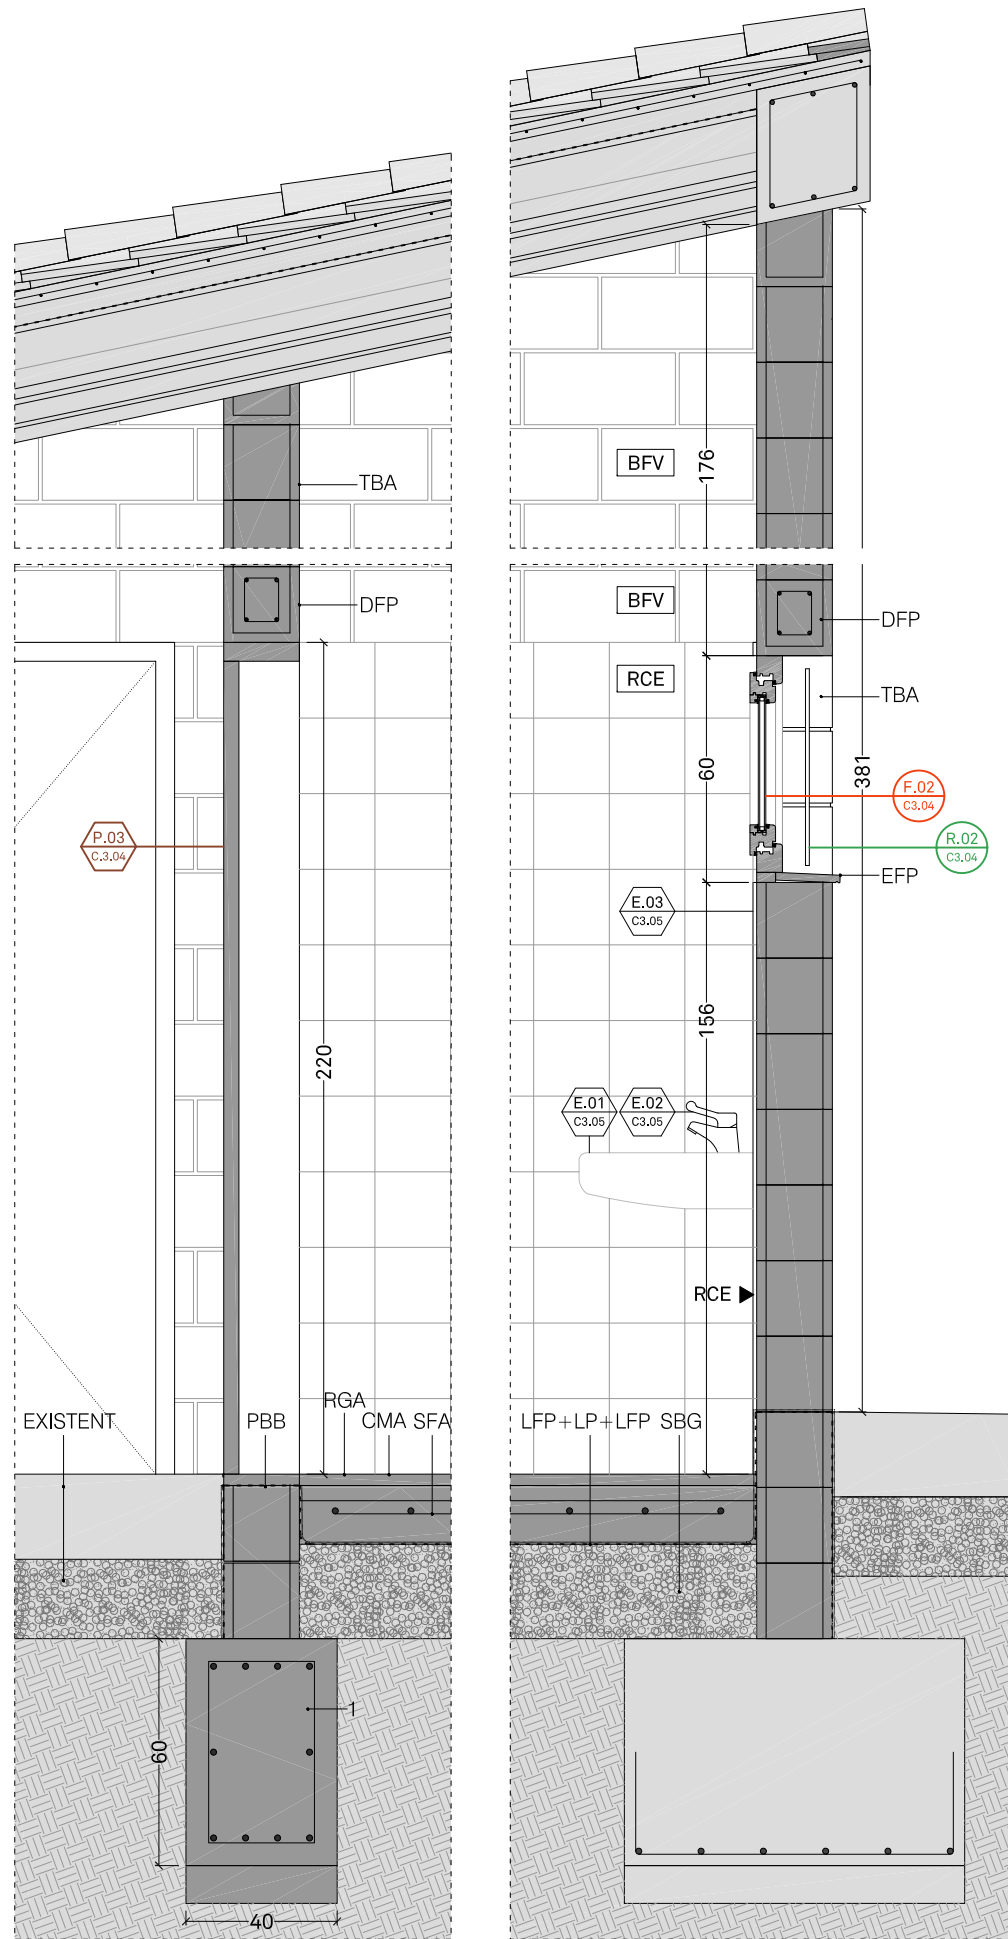 BFV
176
TBA
BFV
DFP
DFP
RCE
TBA
60
381
F.02
C3.04
P.03
C.3.04
R.02
C3.04
EFP
E.03
C3.05
156
220
E.01
C3.05
E.02
C3.05
RCE
RGA
EXISTENT
PBB
CMA SFA
LFP+LP+LFP SBG
1
60
40